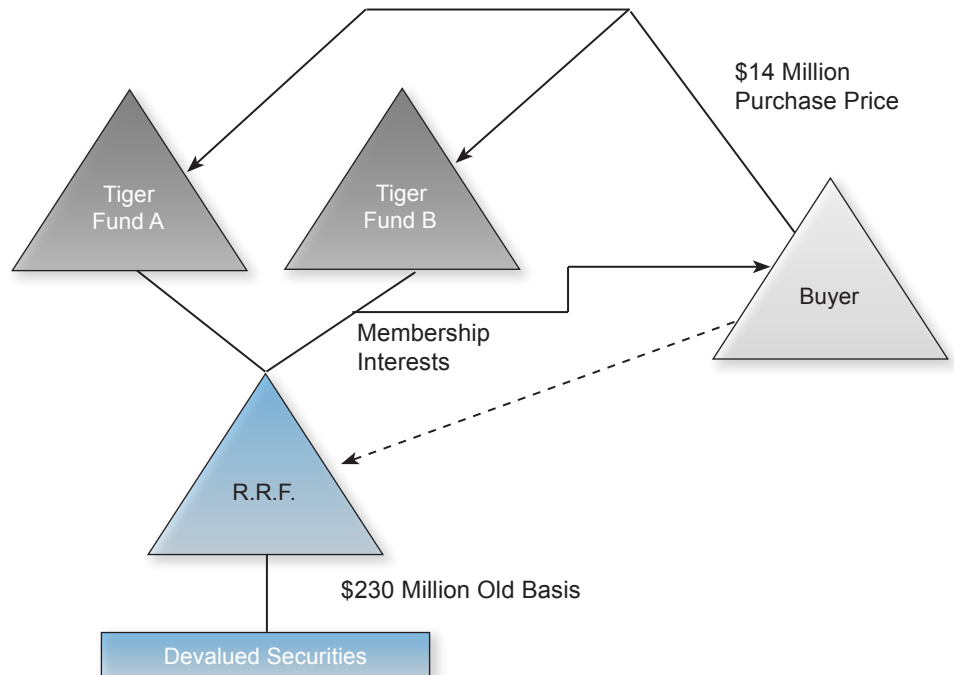 $14 Million
Purchase Price
Tiger
Fund A
Tiger
Fund B
Buyer
Membership
Interests
R.R.F.
$230 Million Old Basis
Devalued Securities